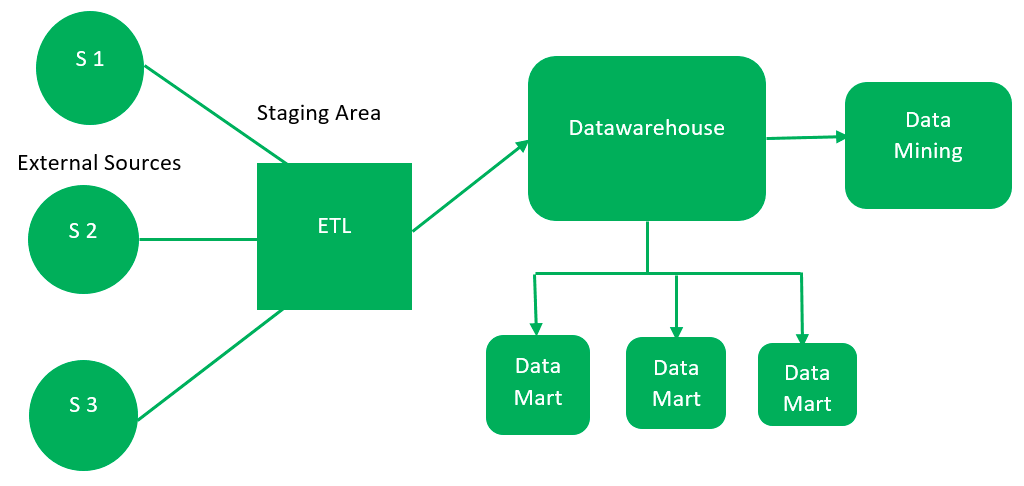 S 1
Staging Area
External Sources
S 2
ETL
S 3
Datawarehouse
Data
Mining
Data
Mart
Data
Mart
Data
Mart